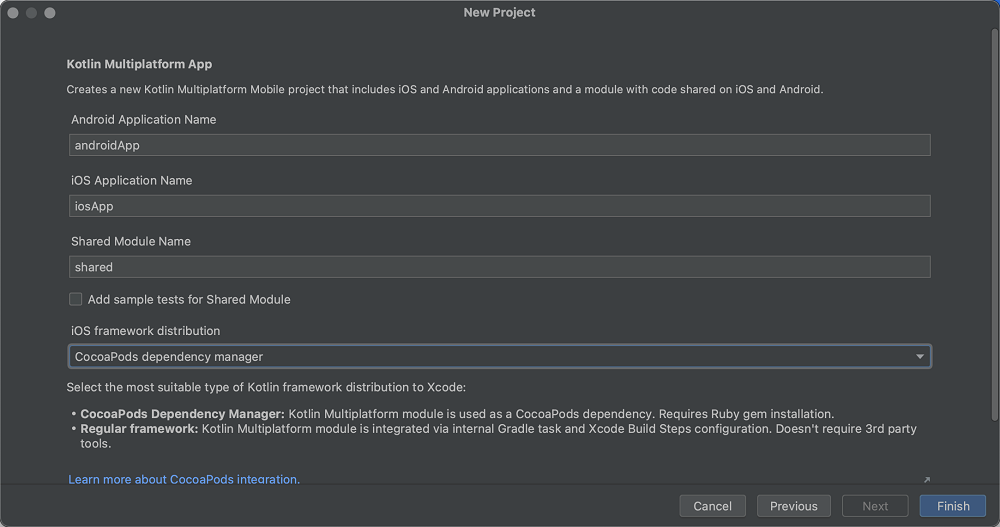 New Project
Kotlin Multiplatform App
Creates a new Kotlin Multiplatform Mobile project that includes iOS and Android applications and a module with code shared on iOS and Android.
Android Application Name
androidApp
iOS Application Name
iosApp
Shared Module Name
shared
Add sample tests for Shared Module
iOS framework distribution
CocoaPods dependency manager
Select the most suitable type of Kotlin framework distribution to Xcode:
• CocoaPods Dependency Manager: Kotlin Multiplatform module is used as a CocoaPods dependency. Requires Ruby gem installation.
• Regular framework: Kotlin Multiplatform module is integrated via internal Gradle task and Xcode Build Steps configuration. Doesn't require 3rd party
tools.
Learn more about CocoaPods integration.
Cancel Previous Next Finish